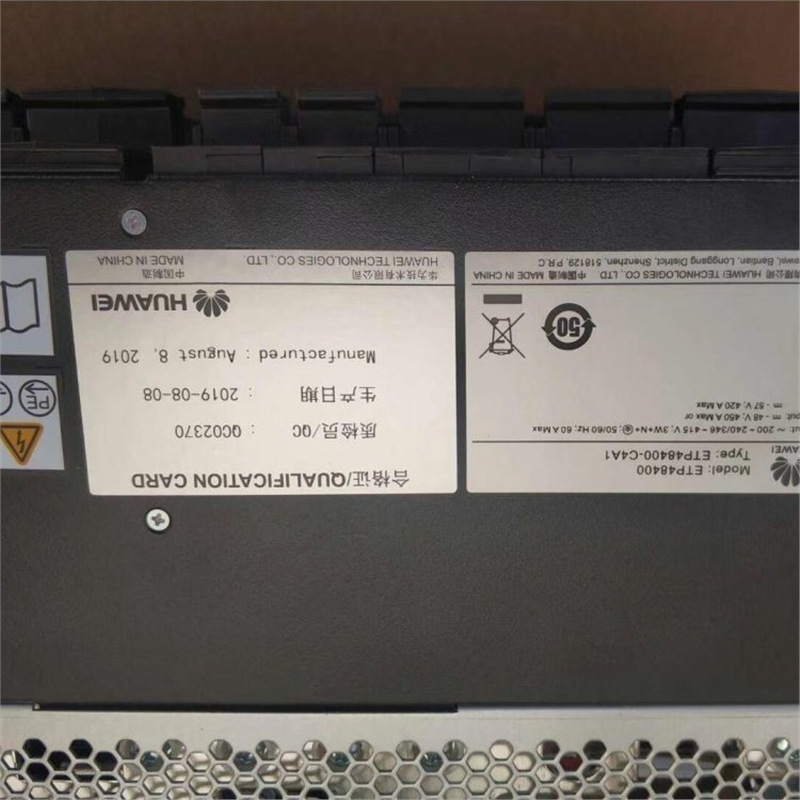 合格证/QUALIFICATION CARD
质检员/QC : QC02370
生产日期 : 2019-08-08
Manufactured : August 8, 2019
HUAWEI
华为技术有限公司 中国制造
HUAWEI TECHNOLOGIES CO., LTD. MADE IN CHINA
HUAWEI
Model: ETP48400
Type: ETP48400-C4A1
~ 200 - 240/346 - 415 V; 3W+N+; 50/60 Hz; 60 A Max
- 48 V; 450 A Max or
- 57 V; 420 A Max
50
有限公司 中国制造 MADE IN CHINA
HUAWEI TECHNOLOGIES CO., LTD.
Bantian, Longgang District, Shenzhen, 518129, P.R.C
PE